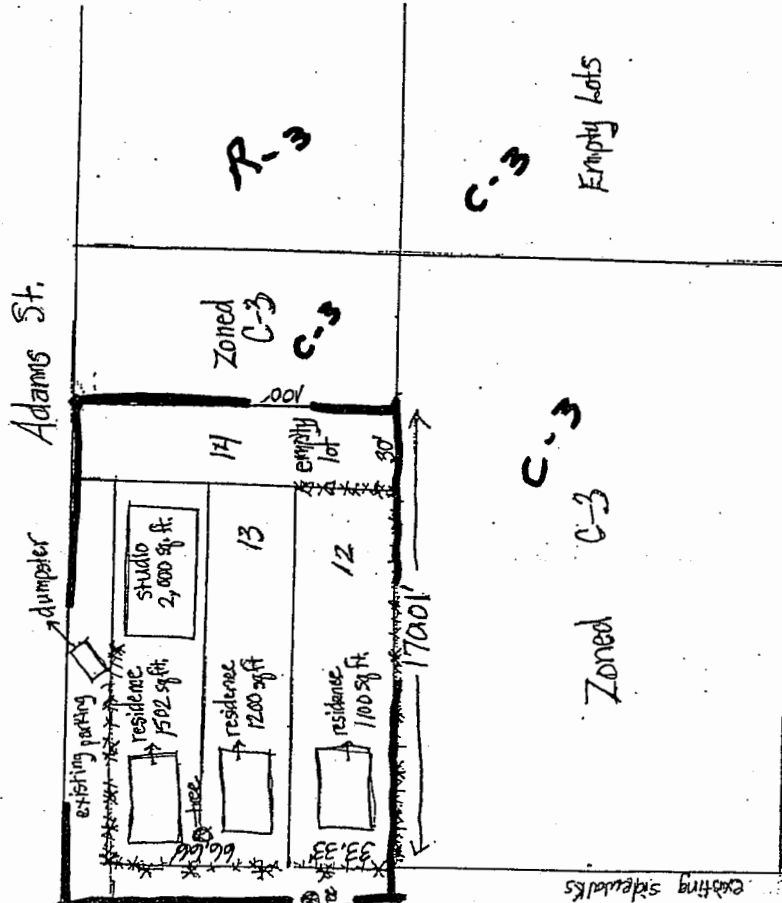 Adams St.
dumpster
existing parking
residence
1502 sq ft.
studio
2,000 sq. ft.
tree
66.66
residence
1200 sq ft
13
14
100'
empty
lot
30'
residence
1100 sq ft.
12
33.33'
170.01'
Zoned
C-3
C-3
R-3
C-3
Empty Lots
C-3
Zoned C-3
existing sidewalks